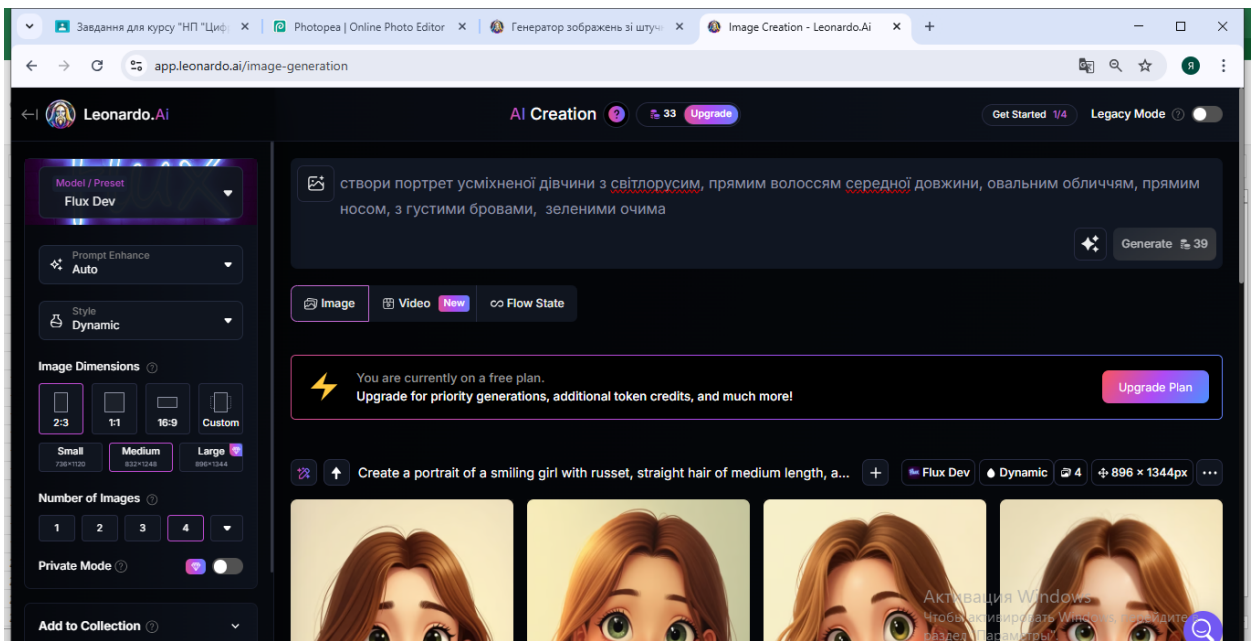 Завдання для курсу "НП "Циф
Photopea | Online Photo Editor
Генератор зображень зі штуч
Image Creation - Leonardo.Ai
app.leonardo.ai/image-generation
Я
Leonardo.Ai
AI Creation ? 33 Upgrade
Get Started 1/4
Legacy Mode ?
Model / Preset
Flux Dev
створи портрет усміхненої дівчини з світлорусим, прямим волоссям середної довжини, овальним обличчям, прямим
носом, з густими бровами, зеленими очима
Generate 39
Prompt Enhance
Auto
Style
Dynamic
Image Video New Flow State
Image Dimensions ?
2:3 1:1 16:9 Custom
Small Medium Large
736×1120 832×1248 896×1344
You are currently on a free plan.
Upgrade for priority generations, additional token credits, and much more!
Upgrade Plan
Number of Images ?
1 2 3 4
Private Mode ?
Add to Collection ?
Create a portrait of a smiling girl with russet, straight hair of medium length, a...
Flux Dev Dynamic 4 896 × 1344px
Активация Windows
Чтобы активировать Windows,
раздел "Параметры".